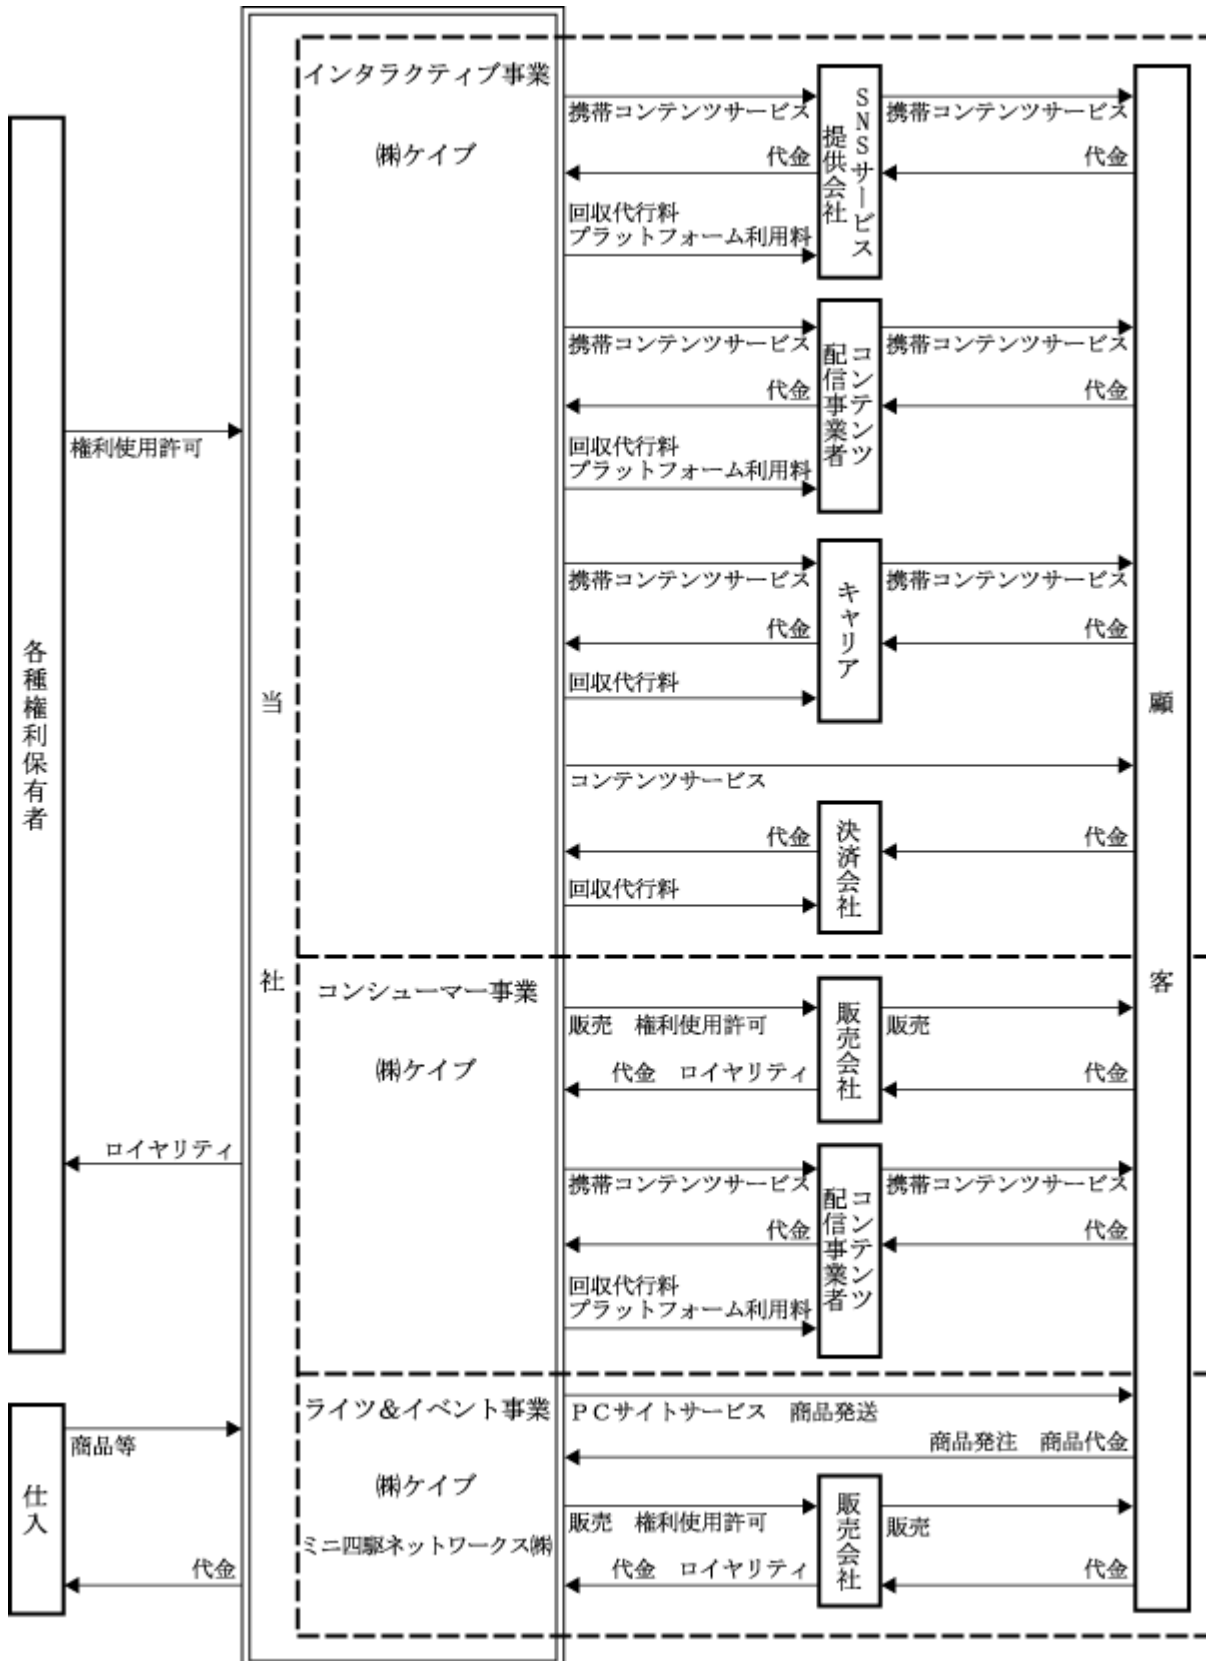 各種権利保有者
権利使用許可
ロイヤリティ
仕入
商品等
代金
当社
インタラクティブ事業
㈱ケイブ
携帯コンテンツサービス
代金
回収代行料
プラットフォーム利用料
SNSサービス
提供会社
携帯コンテンツサービス
代金
携帯コンテンツサービス
代金
回収代行料
プラットフォーム利用料
コンテンツ
配信事業者
携帯コンテンツサービス
代金
携帯コンテンツサービス
代金
回収代行料
キャリア
携帯コンテンツサービス
代金
コンテンツサービス
代金
回収代行料
決済会社
代金
コンシューマー事業
㈱ケイブ
販売 権利使用許可
代金 ロイヤリティ
販売会社
販売
代金
携帯コンテンツサービス
代金
回収代行料
プラットフォーム利用料
コンテンツ
配信事業者
携帯コンテンツサービス
代金
ライツ＆イベント事業
㈱ケイブ
ミニ四駆ネットワークス㈱
ＰＣサイトサービス 商品発送
商品発注 商品代金
販売 権利使用許可
代金 ロイヤリティ
販売会社
販売
代金
顧客